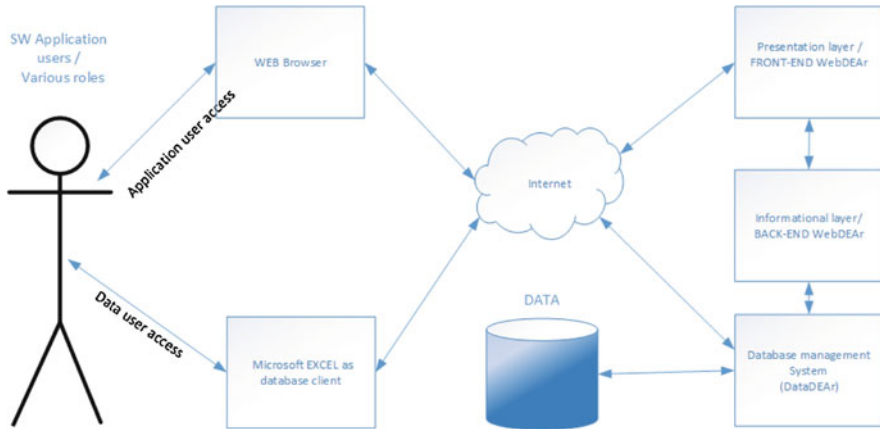 SW Application
users /
Various roles
WEB Browser
Application user access
Presentation layer /
FRONT-END WebDEAr
Internet
Informational layer/
BACK-END WebDEAr
Data user access
Microsoft EXCEL as
database client
DATA
Database management
System
(DataDEAr)